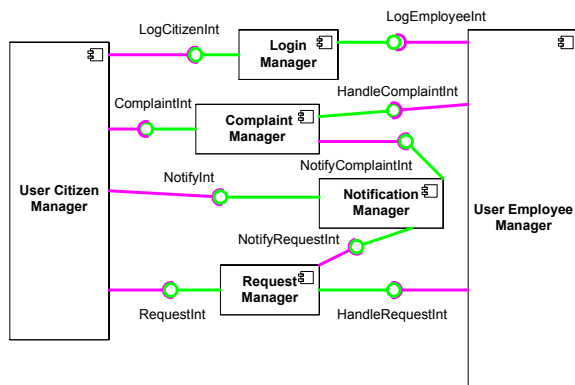 LogEmployeeInt
LogCitizenInt
Login
Manager
HandleComplaintInt
ComplaintInt
Complaint
Manager
NotifyComplaintInt
NotifyInt
User Citizen
Manager
Notification
Manager
User Employee
Manager
NotifyRequestInt
Request
Manager
RequestInt
HandleRequestInt